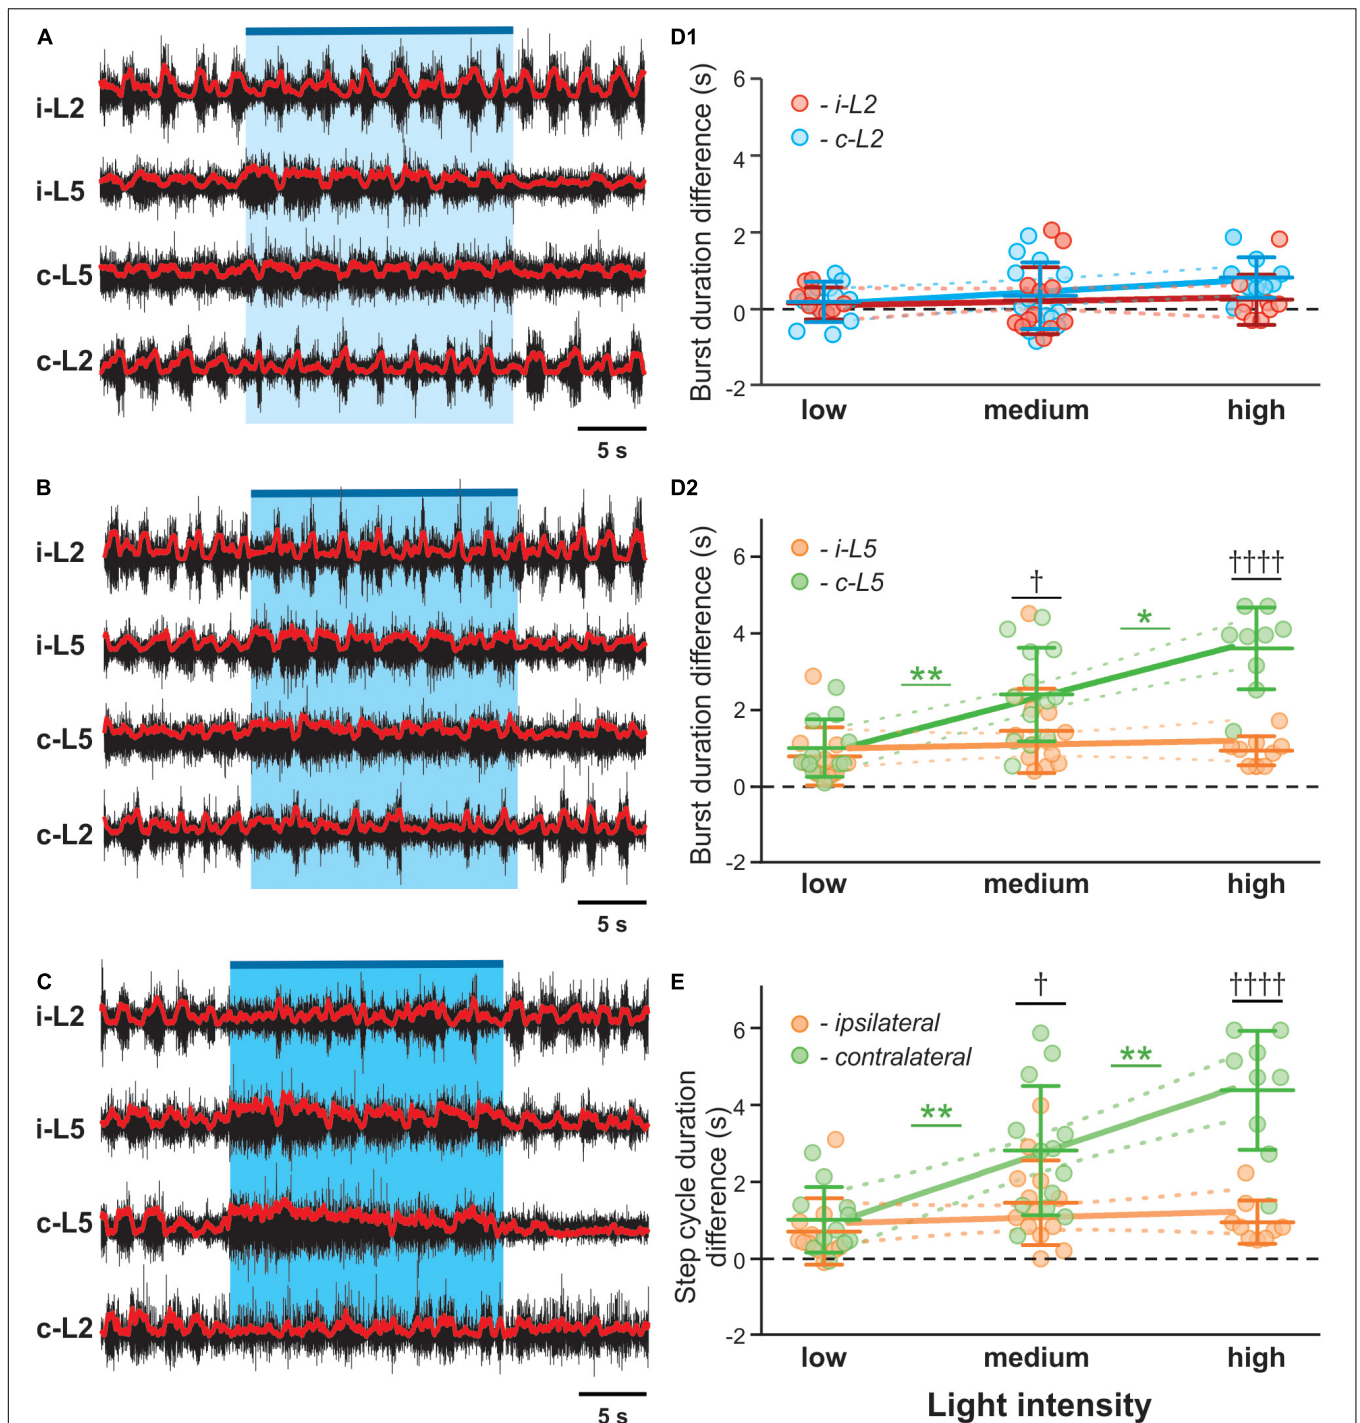 A
i-L2
i-L5
c-L5
c-L2
5 s
B
i-L2
i-L5
c-L5
c-L2
5 s
C
i-L2
i-L5
c-L5
c-L2
5 s
D1
Burst duration difference (s)
6
4
2
0
-2
- i-L2
- c-L2
low medium high
D2
Burst duration difference (s)
6
4
2
0
-2
- i-L5
- c-L5
**
†
*
††††
low medium high
E
Step cycle duration
difference (s)
6
4
2
0
-2
- ipsilateral
- contralateral
**
†
**
††††
low medium high
Light intensity